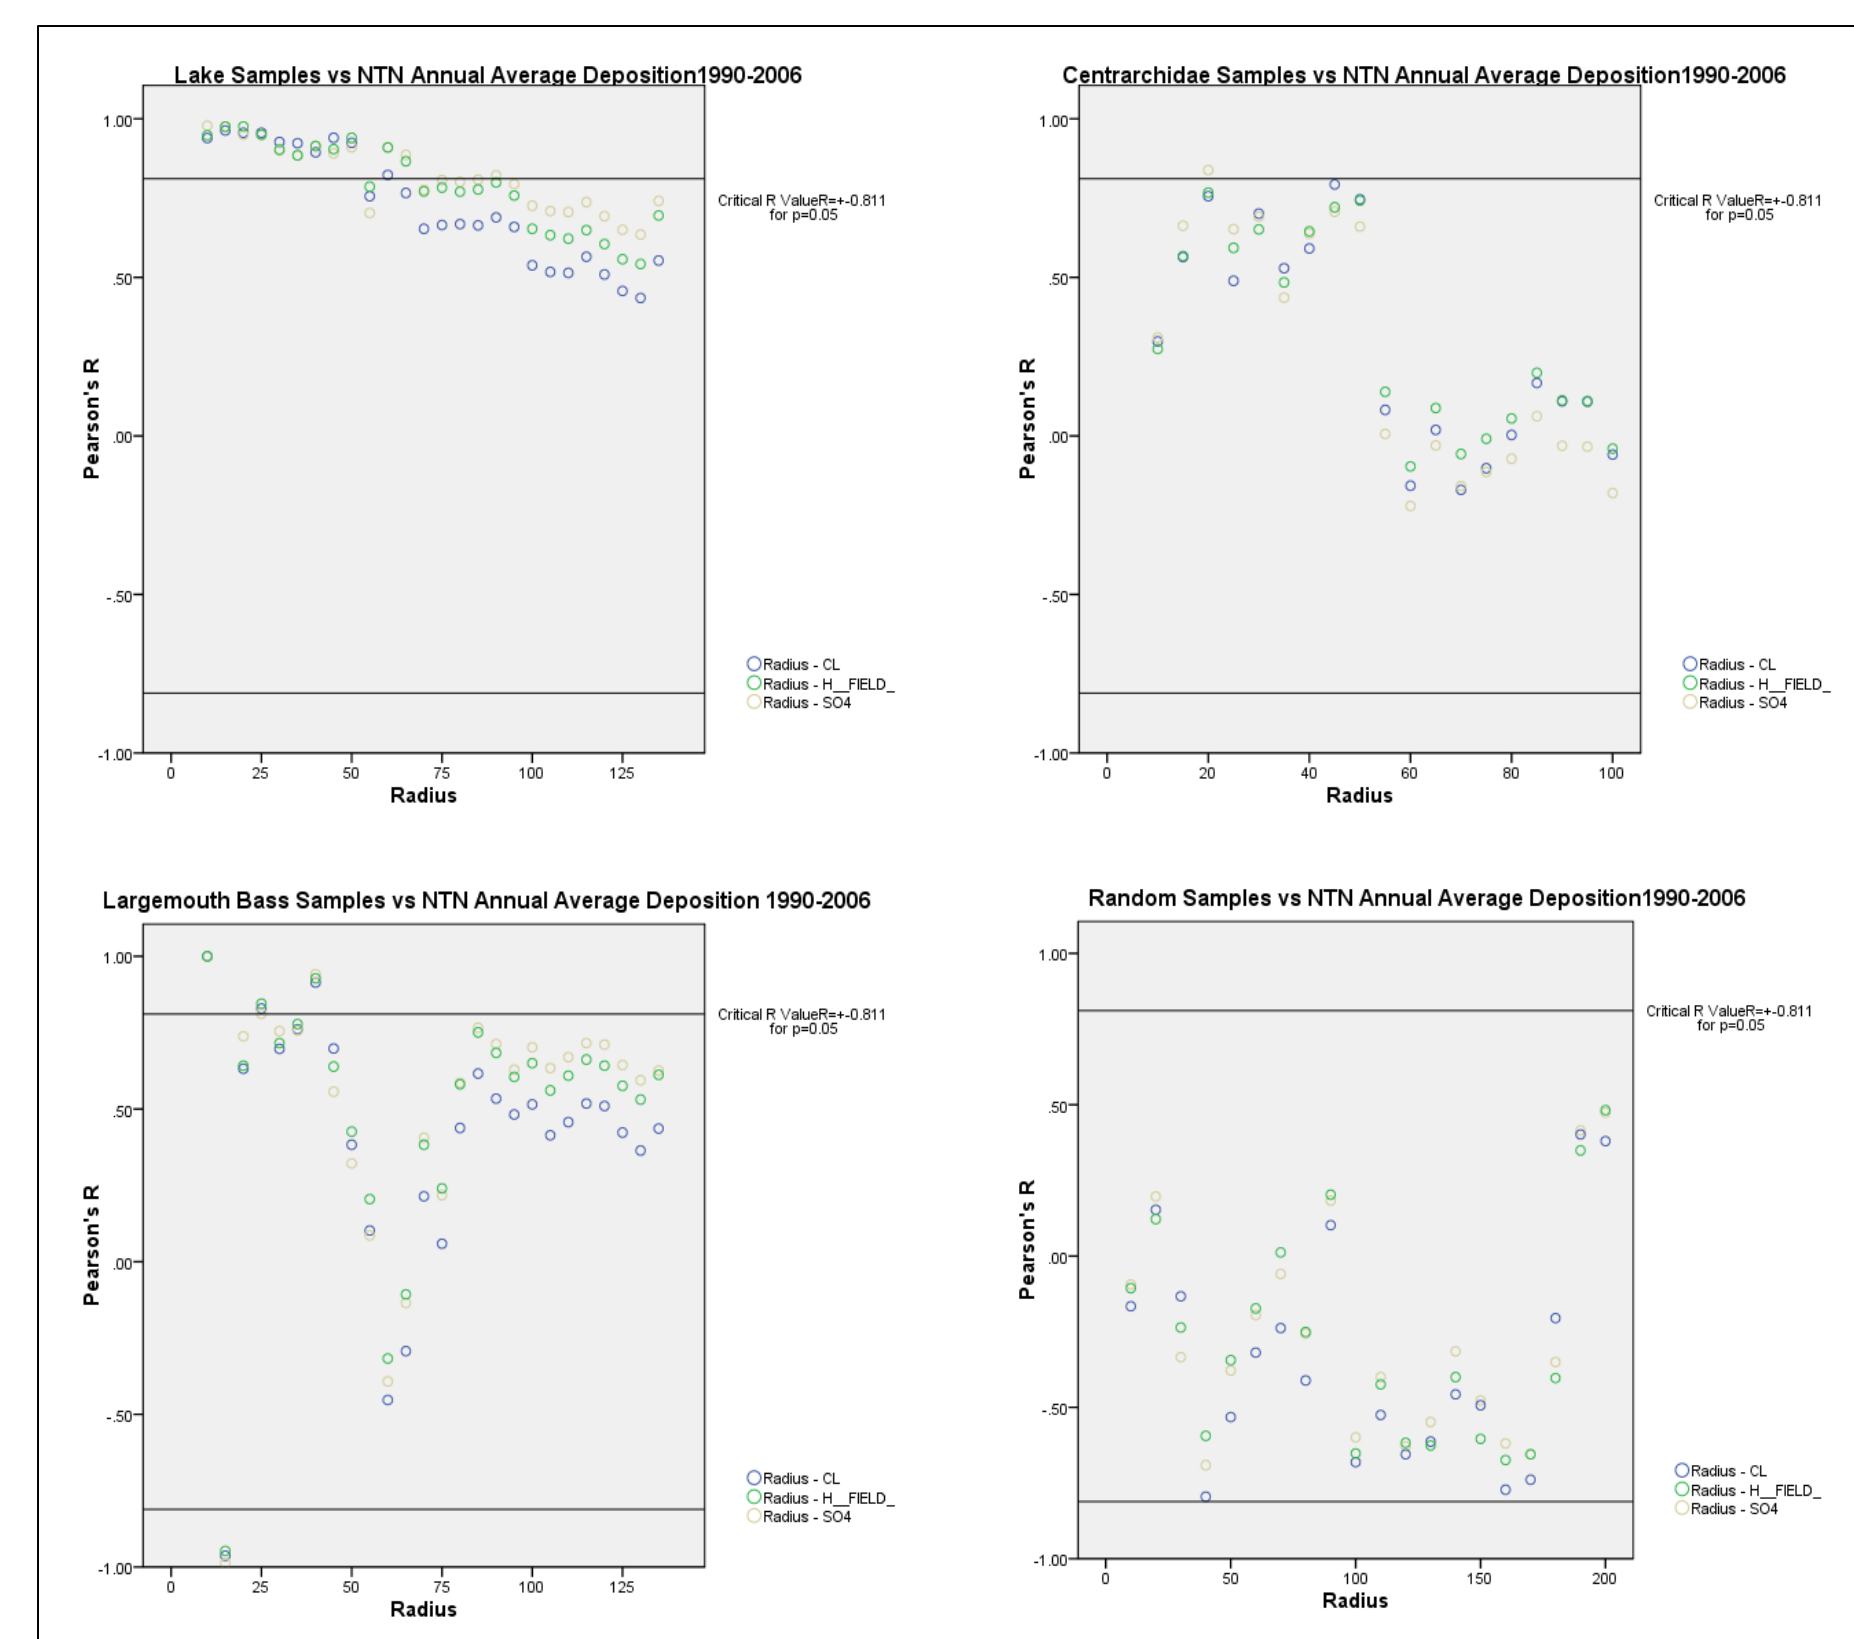 Lake Samples vs NTN Annual Average Deposition1990-2006
1.00
.50
.00
-.50
-1.00
Pearson's R
0 25 50 75 100 125
Radius
Critical R ValueR=+-0.811
for p=0.05
Radius - CL
Radius - H__FIELD_
Radius - SO4
Centrarchidae Samples vs NTN Annual Average Deposition1990-2006
1.00
.50
.00
-.50
-1.00
Pearson's R
0 20 40 60 80 100
Radius
Critical R ValueR=+-0.811
for p=0.05
Radius - CL
Radius - H__FIELD_
Radius - SO4
Largemouth Bass Samples vs NTN Annual Average Deposition 1990-2006
1.00
.50
.00
-.50
-1.00
Pearson's R
0 25 50 75 100 125
Radius
Critical R ValueR=+-0.811
for p=0.05
Radius - CL
Radius - H__FIELD_
Radius - SO4
Random Samples vs NTN Annual Average Deposition1990-2006
1.00
.50
.00
-.50
-1.00
Pearson's R
0 50 100 150 200
Radius
Critical R ValueR=+-0.811
for p=0.05
Radius - CL
Radius - H__FIELD_
Radius - SO4